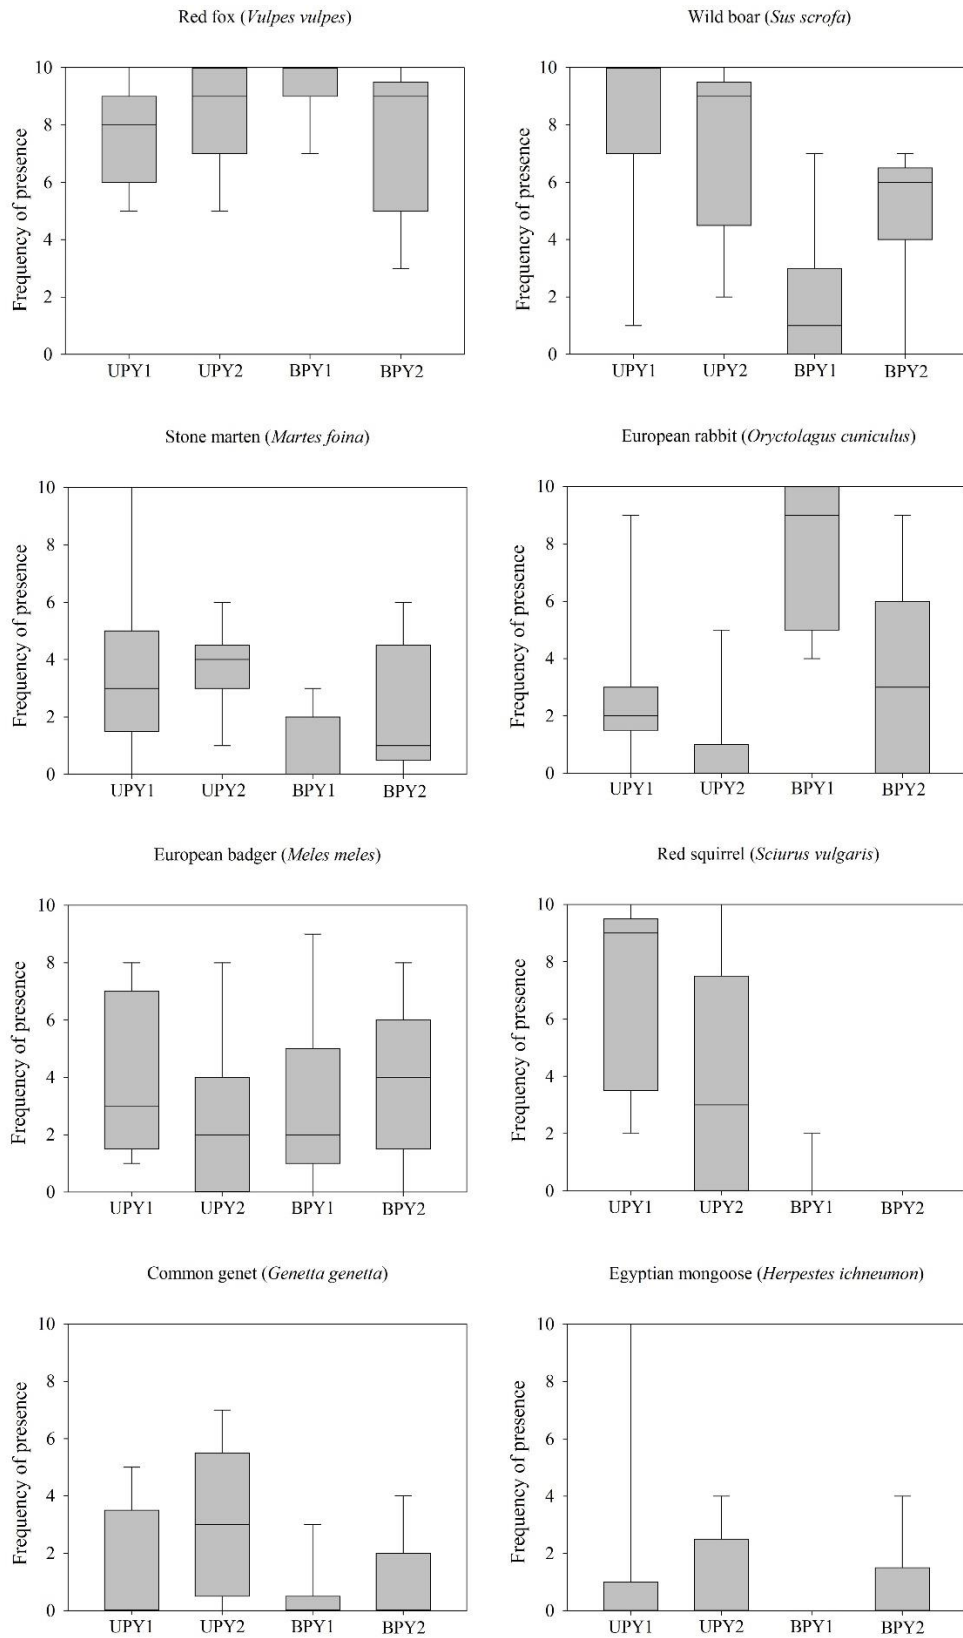 Red fox (Vulpes vulpes)
Frequency of presence
10
8
6
4
2
0
UPY1 UPY2 BPY1 BPY2
Wild boar (Sus scrofa)
Frequency of presence
10
8
6
4
2
0
UPY1 UPY2 BPY1 BPY2
Stone marten (Martes foina)
Frequency of presence
10
8
6
4
2
0
UPY1 UPY2 BPY1 BPY2
European rabbit (Oryctolagus cuniculus)
Frequency of presence
10
8
6
4
2
0
UPY1 UPY2 BPY1 BPY2
European badger (Meles meles)
Frequency of presence
10
8
6
4
2
0
UPY1 UPY2 BPY1 BPY2
Red squirrel (Sciurus vulgaris)
Frequency of presence
10
8
6
4
2
0
UPY1 UPY2 BPY1 BPY2
Common genet (Genetta genetta)
Frequency of presence
10
8
6
4
2
0
UPY1 UPY2 BPY1 BPY2
Egyptian mongoose (Herpestes ichneumon)
Frequency of presence
10
8
6
4
2
0
UPY1 UPY2 BPY1 BPY2